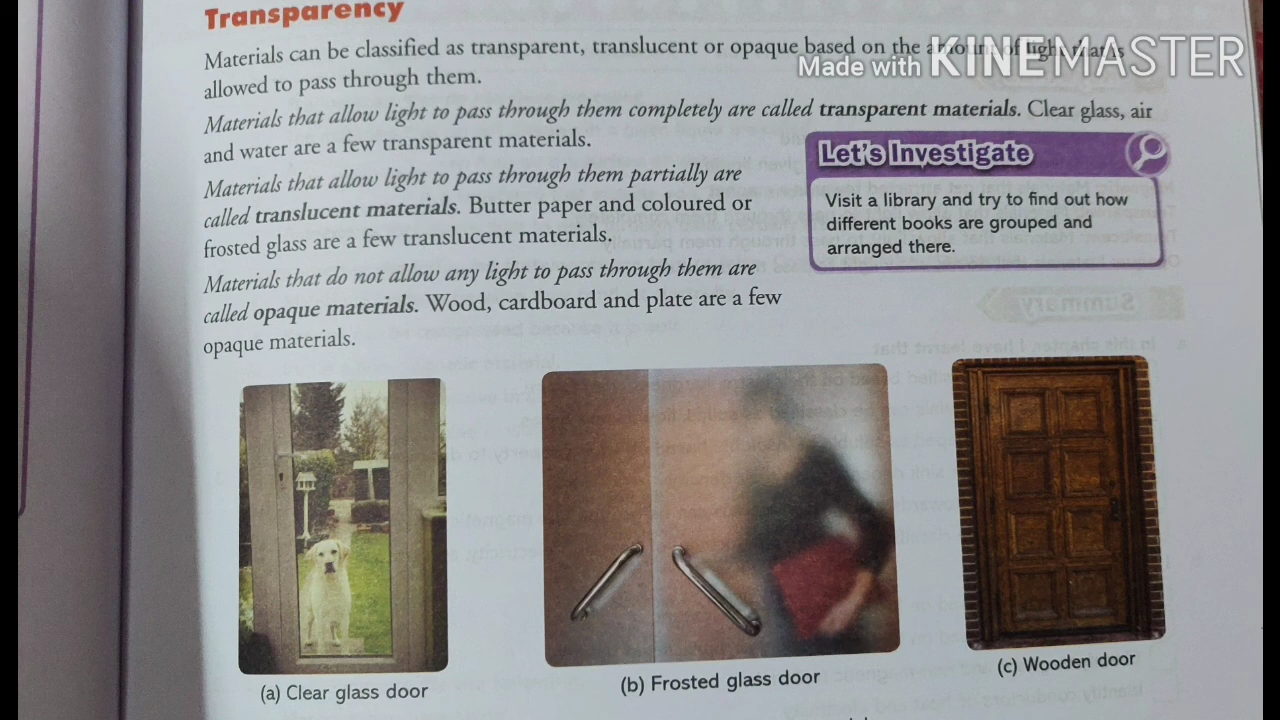 Transparency
Materials can be classified as transparent, translucent or opaque based on the amount of light that is
allowed to pass through them.
Made with KINEMASTER
Materials that allow light to pass through them completely are called transparent materials. Clear glass, air
and water are a few transparent materials.
Materials that allow light to pass through them partially are
called translucent materials. Butter paper and coloured or
frosted glass are a few translucent materials.
Materials that do not allow any light to pass through them are
called opaque materials. Wood, cardboard and plate are a few
opaque materials.
Let's Investigate
Visit a library and try to find out how
different books are grouped and
arranged there.
(a) Clear glass door
(b) Frosted glass door
(c) Wooden door